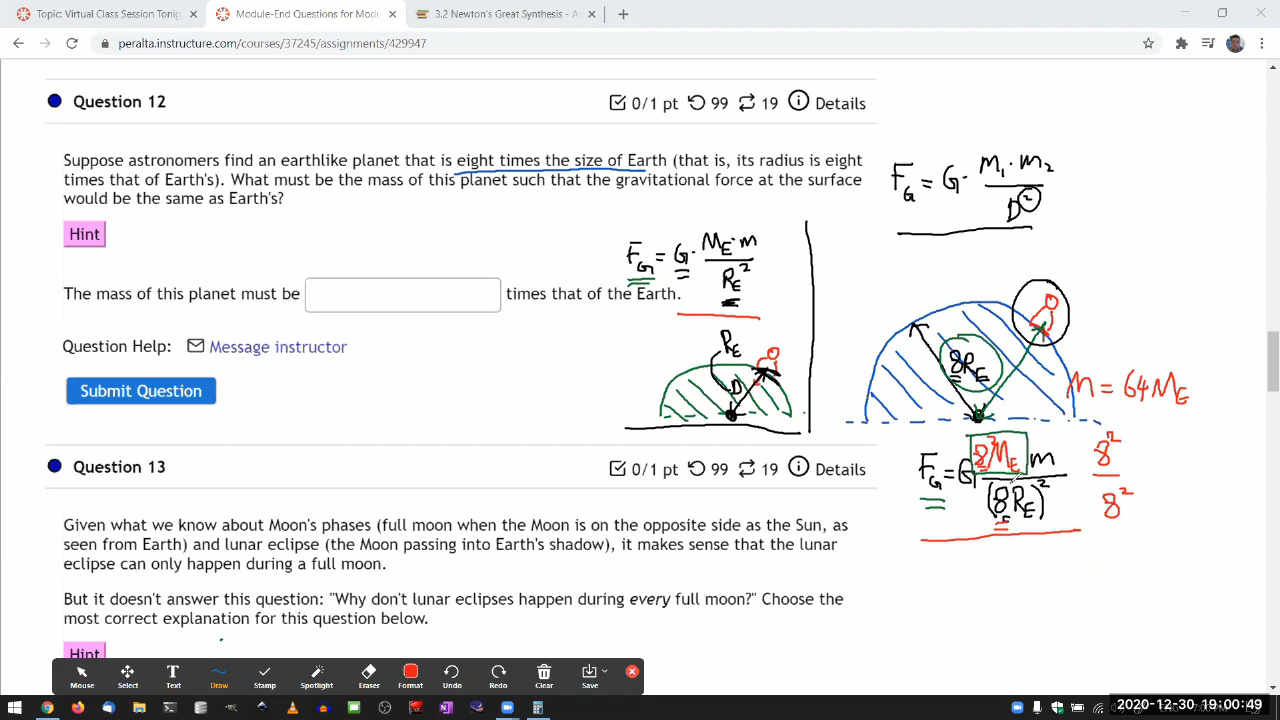 Topic: Virtual Class Session Tonig
Module-End Questions for Modu
3.2 Newton's Great Synthesis - A
peralta.instructure.com/courses/37245/assignments/429947
Question 12
0/1 pt 99 19 Details
Suppose astronomers find an earthlike planet that is eight times the size of Earth (that is, its radius is eight
times that of Earth's). What must be the mass of this planet such that the gravitational force at the surface
would be the same as Earth's?
Hint
The mass of this planet must be
times that of the Earth.
Question Help: Message instructor
Submit Question
F_G = G · M_E · m / R_E²
R_E
D
F_G = G · M₁ · M₂ / D²
8R_E
M = 64M_E
F_G = G 8²M_E m / (8R_E)²
8² / 8²
Question 13
0/1 pt 99 19 Details
Given what we know about Moon's phases (full moon when the Moon is on the opposite side as the Sun, as
seen from Earth) and lunar eclipse (the Moon passing into Earth's shadow), it makes sense that the lunar
eclipse can only happen during a full moon.
But it doesn't answer this question: "Why don't lunar eclipses happen during every full moon?" Choose the
most correct explanation for this question below.
Hint
Mouse Select Text Draw Stamp Spotlight Eraser Format Undo Redo Clear Save
2020-12-30 19:00:49